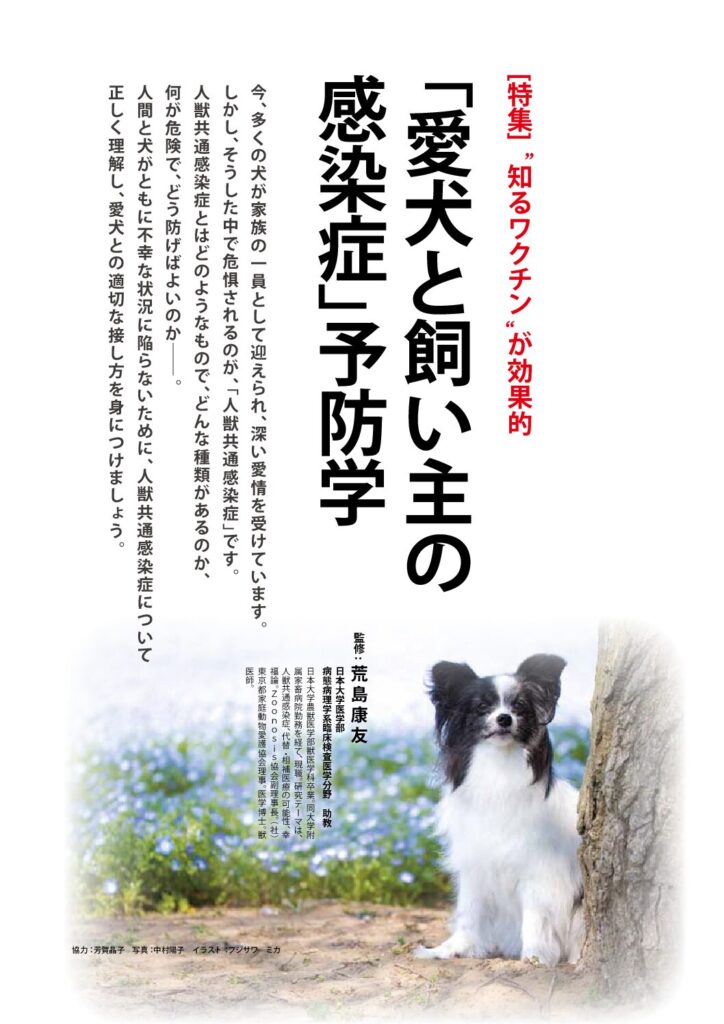 [特集] 〝知るワクチン〟が効果的
「愛犬と飼い主の
感染症」予防学
今、多くの犬が家族の一員として迎えられ、深い愛情を受けています。
しかし、そうした中で危惧されるのが、「人獣共通感染症」です。
人獣共通感染症とはどのようなもので、どんな種類があるのか、
何が危険で、どう防げばよいのか――。
人間と犬がともに不幸な状況に陥らないために、人獣共通感染症について
正しく理解し、愛犬との適切な接し方を身につけましょう。
監修：荒島康友
日本大学医学部
病態病理学系臨床検査医学分野　助教
日本大学農獣医学部獣医学科卒業。同大学附
属家畜病院勤務を経て、現職。研究テーマは、
人獣共通感染症、代替・相補医療の可能性、幸
福論。Zoonosis協会副理事長。（社）
東京都家庭動物愛護協会理事。医学博士。獣
医師。
協力：芳賀晶子　写真：中村陽子　イラスト：フジサワ　ミカ